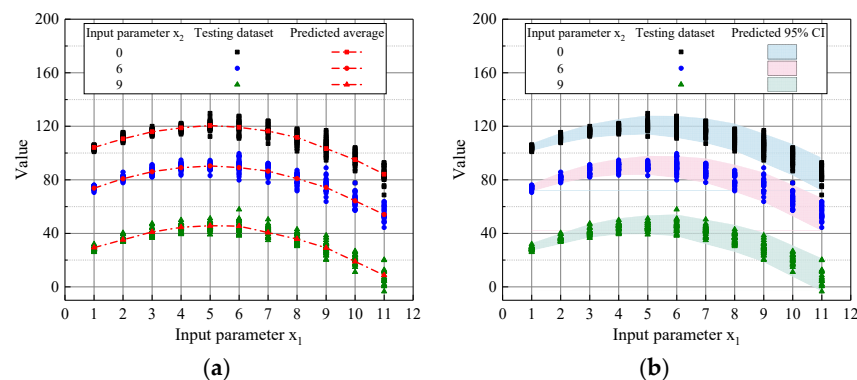 200
160
120
80
40
0
Value
Input parameter x₂ Testing dataset Predicted average
0
6
9
0 1 2 3 4 5 6 7 8 9 10 11 12
Input parameter x₁
(a)
200
160
120
80
40
0
Value
Input parameter x₂ Testing dataset Predicted 95% CI
0
6
9
0 1 2 3 4 5 6 7 8 9 10 11 12
Input parameter x₁
(b)